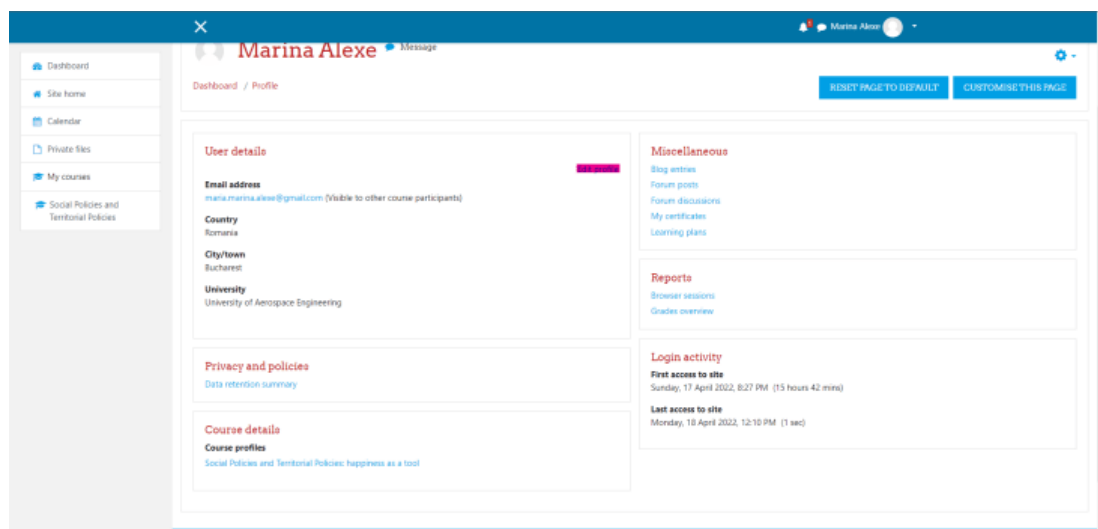 Marina Alexe
Marina Alexe Message
Dashboard
Site home
Calendar
Private files
My courses
Social Policies and
Territorial Policies
Dashboard / Profile
RESET PAGE TO DEFAULT
CUSTOMISE THIS PAGE
User details
Edit profile
Email address
maria.marina.alexe@gmail.com (Visible to other course participants)
Country
Romania
City/town
Bucharest
University
University of Aerospace Engineering
Privacy and policies
Data retention summary
Course details
Course profiles
Social Policies and Territorial Policies: happiness as a tool
Miscellaneous
Blog entries
Forum posts
Forum discussions
My certificates
Learning plans
Reports
Browser sessions
Grades overview
Login activity
First access to site
Sunday, 17 April 2022, 8:27 PM (15 hours 42 mins)
Last access to site
Monday, 18 April 2022, 12:10 PM (1 sec)